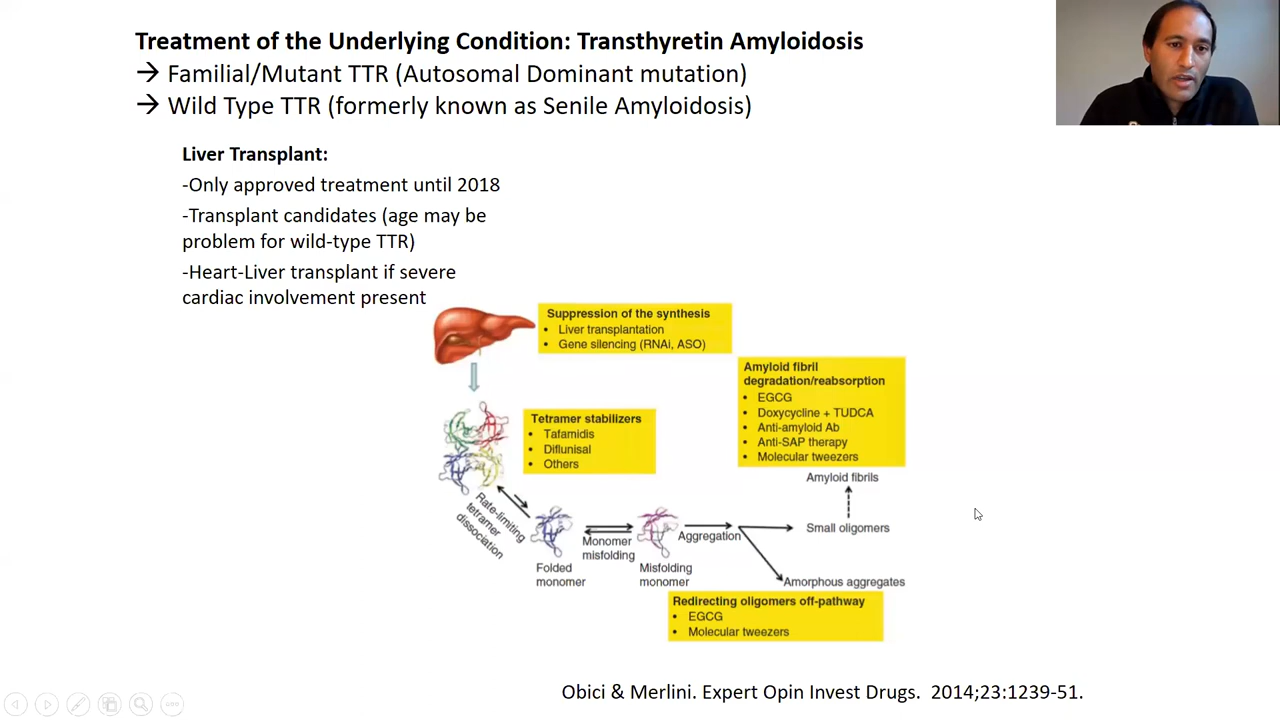 Treatment of the Underlying Condition: Transthyretin Amyloidosis
→ Familial/Mutant TTR (Autosomal Dominant mutation)
→ Wild Type TTR (formerly known as Senile Amyloidosis)
Liver Transplant:
-Only approved treatment until 2018
-Transplant candidates (age may be
problem for wild-type TTR)
-Heart-Liver transplant if severe
cardiac involvement present
Suppression of the synthesis
• Liver transplantation
• Gene silencing (RNAi, ASO)
Amyloid fibril
degradation/reabsorption
• EGCG
• Doxycycline + TUDCA
• Anti-amyloid Ab
• Anti-SAP therapy
• Molecular tweezers
Tetramer stabilizers
• Tafamidis
• Diflunisal
• Others
Amyloid fibrils
Rate-limiting
tetramer
dissociation
Small oligomers
Aggregation
Monomer
misfolding
Folded
monomer
Misfolding
monomer
Amorphous aggregates
Redirecting oligomers off-pathway
• EGCG
• Molecular tweezers
Obici & Merlini. Expert Opin Invest Drugs. 2014;23:1239-51.